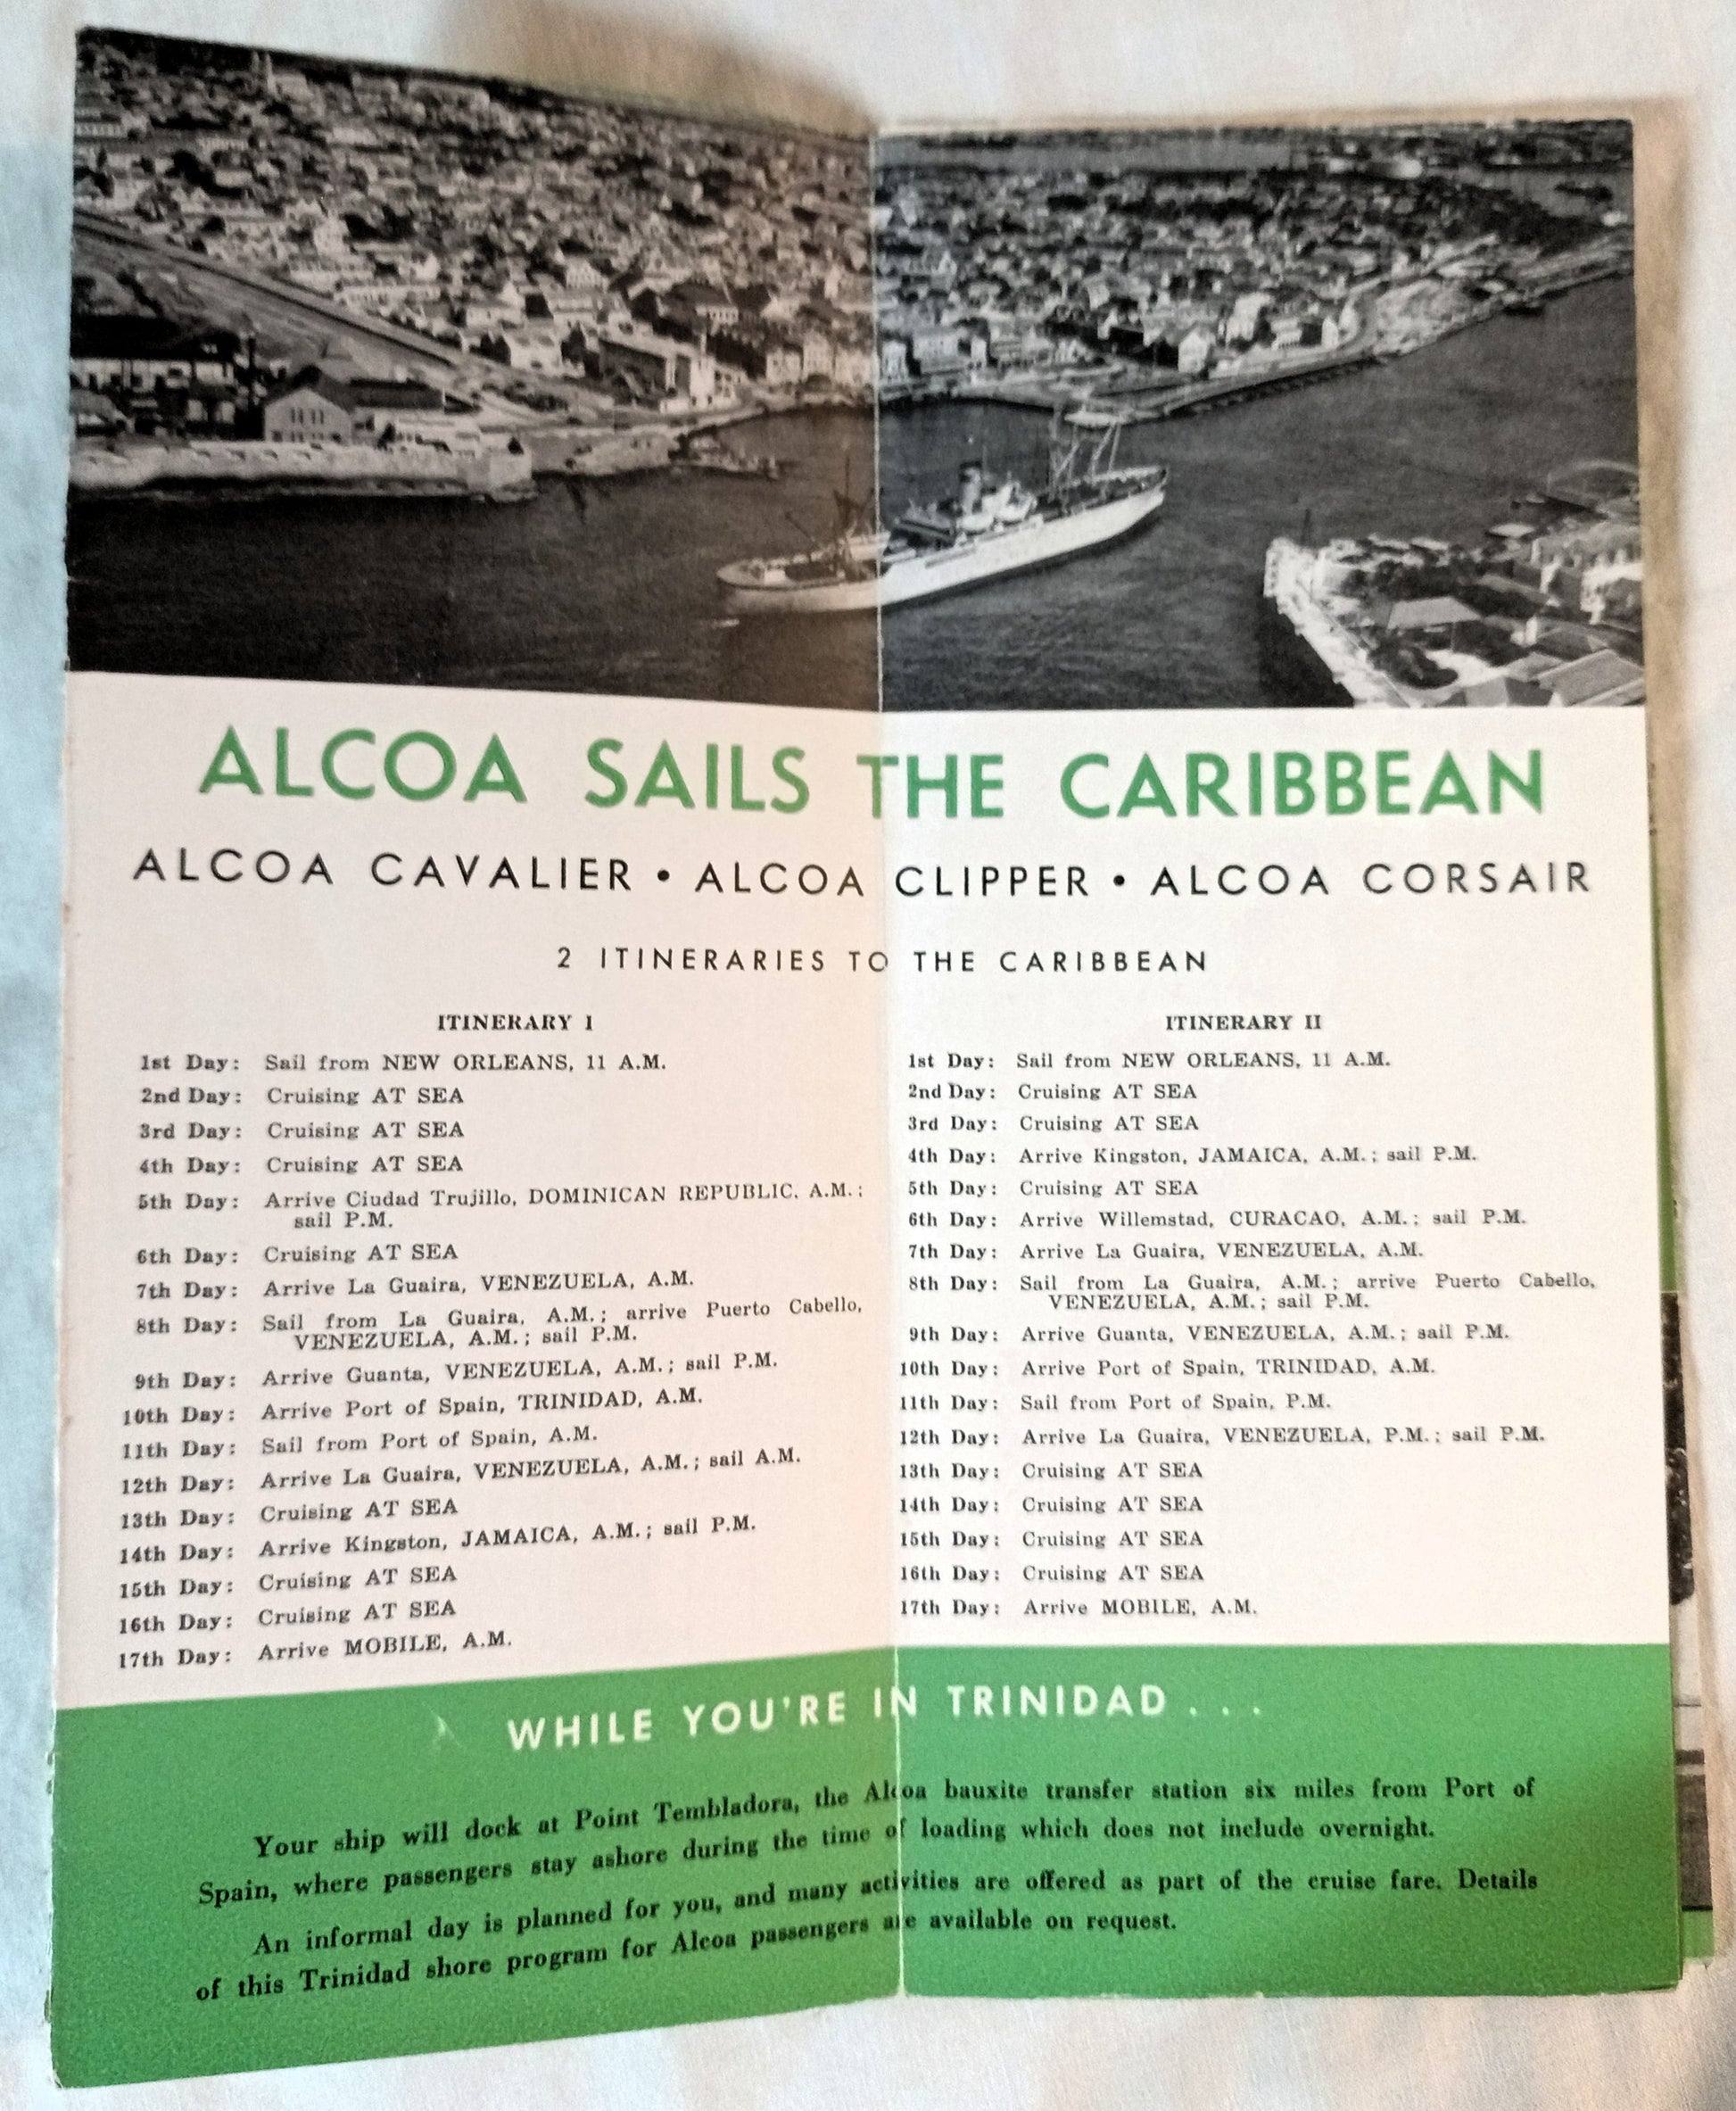 ALCOA SAILS THE CARIBBEAN
ALCOA CAVALIER • ALCOA CLIPPER • ALCOA CORSAIR
2 ITINERARIES TO THE CARIBBEAN
ITINERARY I
1st Day: Sail from NEW ORLEANS, 11 A.M.
2nd Day: Cruising AT SEA
3rd Day: Cruising AT SEA
4th Day: Cruising AT SEA
5th Day: Arrive Ciudad Trujillo, DOMINICAN REPUBLIC, A.M.;
sail P.M.
6th Day: Cruising AT SEA
7th Day: Arrive La Guaira, VENEZUELA, A.M.
8th Day: Sail from La Guaira, A.M.; arrive Puerto Cabello,
VENEZUELA, A.M.; sail P.M.
9th Day: Arrive Guanta, VENEZUELA, A.M.; sail P.M.
10th Day: Arrive Port of Spain, TRINIDAD, A.M.
11th Day: Sail from Port of Spain, A.M.
12th Day: Arrive La Guaira, VENEZUELA, A.M.; sail A.M.
13th Day: Cruising AT SEA
14th Day: Arrive Kingston, JAMAICA, A.M.; sail P.M.
15th Day: Cruising AT SEA
16th Day: Cruising AT SEA
17th Day: Arrive MOBILE, A.M.
ITINERARY II
1st Day: Sail from NEW ORLEANS, 11 A.M.
2nd Day: Cruising AT SEA
3rd Day: Cruising AT SEA
4th Day: Arrive Kingston, JAMAICA, A.M.; sail P.M.
5th Day: Cruising AT SEA
6th Day: Arrive Willemstad, CURACAO, A.M.; sail P.M.
7th Day: Arrive La Guaira, VENEZUELA, A.M.
8th Day: Sail from La Guaira, A.M.; arrive Puerto Cabello,
VENEZUELA, A.M.; sail P.M.
9th Day: Arrive Guanta, VENEZUELA, A.M.; sail P.M.
10th Day: Arrive Port of Spain, TRINIDAD, A.M.
11th Day: Sail from Port of Spain, P.M.
12th Day: Arrive La Guaira, VENEZUELA, P.M.; sail P.M.
13th Day: Cruising AT SEA
14th Day: Cruising AT SEA
15th Day: Cruising AT SEA
16th Day: Cruising AT SEA
17th Day: Arrive MOBILE, A.M.
WHILE YOU'RE IN TRINIDAD . . .
Your ship will dock at Point Tembladora, the Alcoa bauxite transfer station six miles from Port of
Spain, where passengers stay ashore during the time of loading which does not include overnight.
An informal day is planned for you, and many activities are offered as part of the cruise fare. Details
of this Trinidad shore program for Alcoa passengers are available on request.